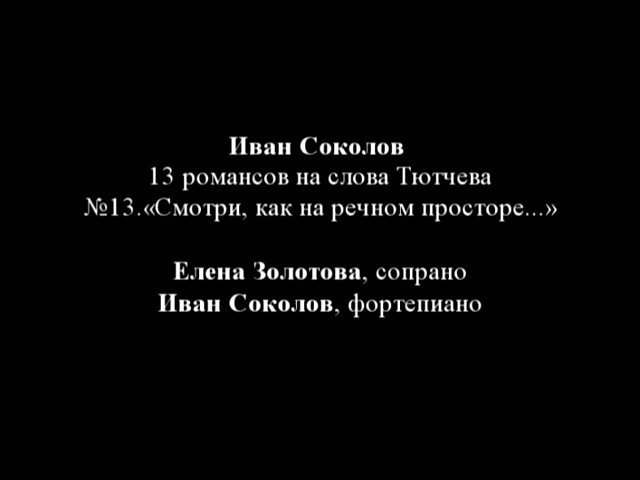 Иван Соколов
13 романсов на слова Тютчева
№13.«Смотри, как на речном просторе...»
Елена Золотова, сопрано
Иван Соколов, фортепиано